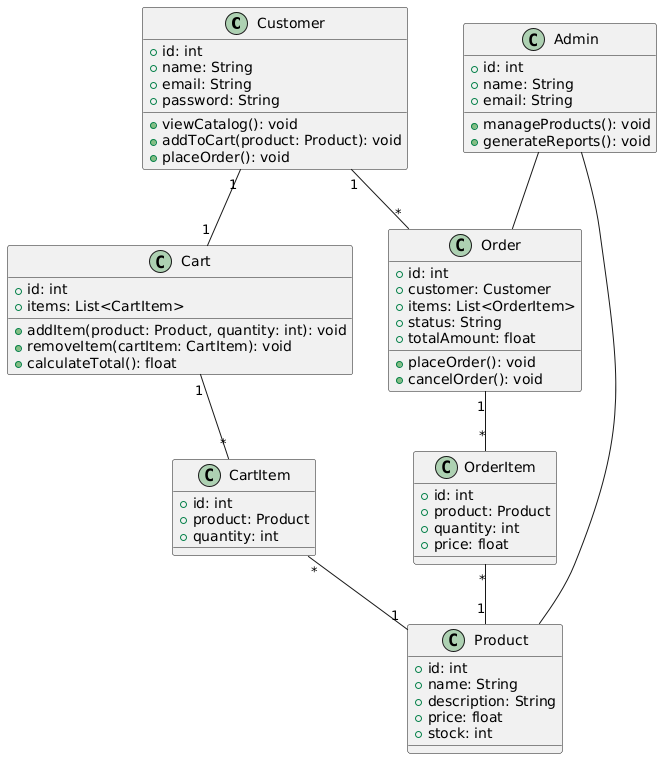 C Customer
id: int
name: String
email: String
password: String
viewCatalog(): void
addToCart(product: Product): void
placeOrder(): void
C Admin
id: int
name: String
email: String
manageProducts(): void
generateReports(): void
1
1
1
*
C Cart
id: int
items: List<CartItem>
addItem(product: Product, quantity: int): void
removeItem(cartItem: CartItem): void
calculateTotal(): float
C Order
id: int
customer: Customer
items: List<OrderItem>
status: String
totalAmount: float
placeOrder(): void
cancelOrder(): void
1
*
1
*
C CartItem
id: int
product: Product
quantity: int
C OrderItem
id: int
product: Product
quantity: int
price: float
*
1
*
1
C Product
id: int
name: String
description: String
price: float
stock: int